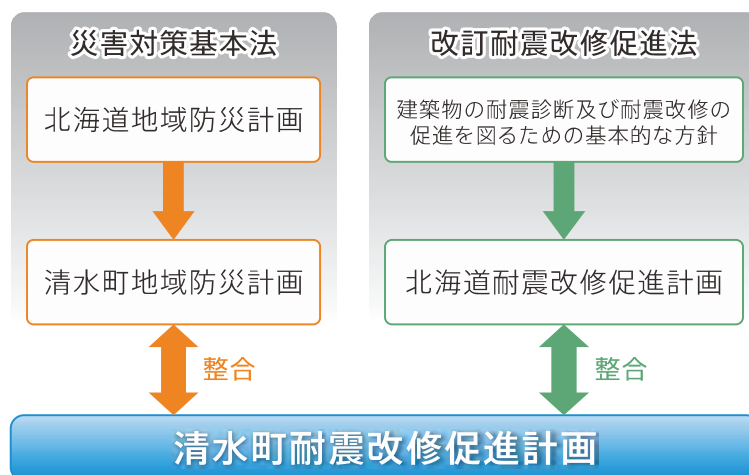 災害対策基本法
北海道地域防災計画
清水町地域防災計画
整合
改訂耐震改修促進法
建築物の耐震診断及び耐震改修の
促進を図るための基本的な方針
北海道耐震改修促進計画
整合
清水町耐震改修促進計画